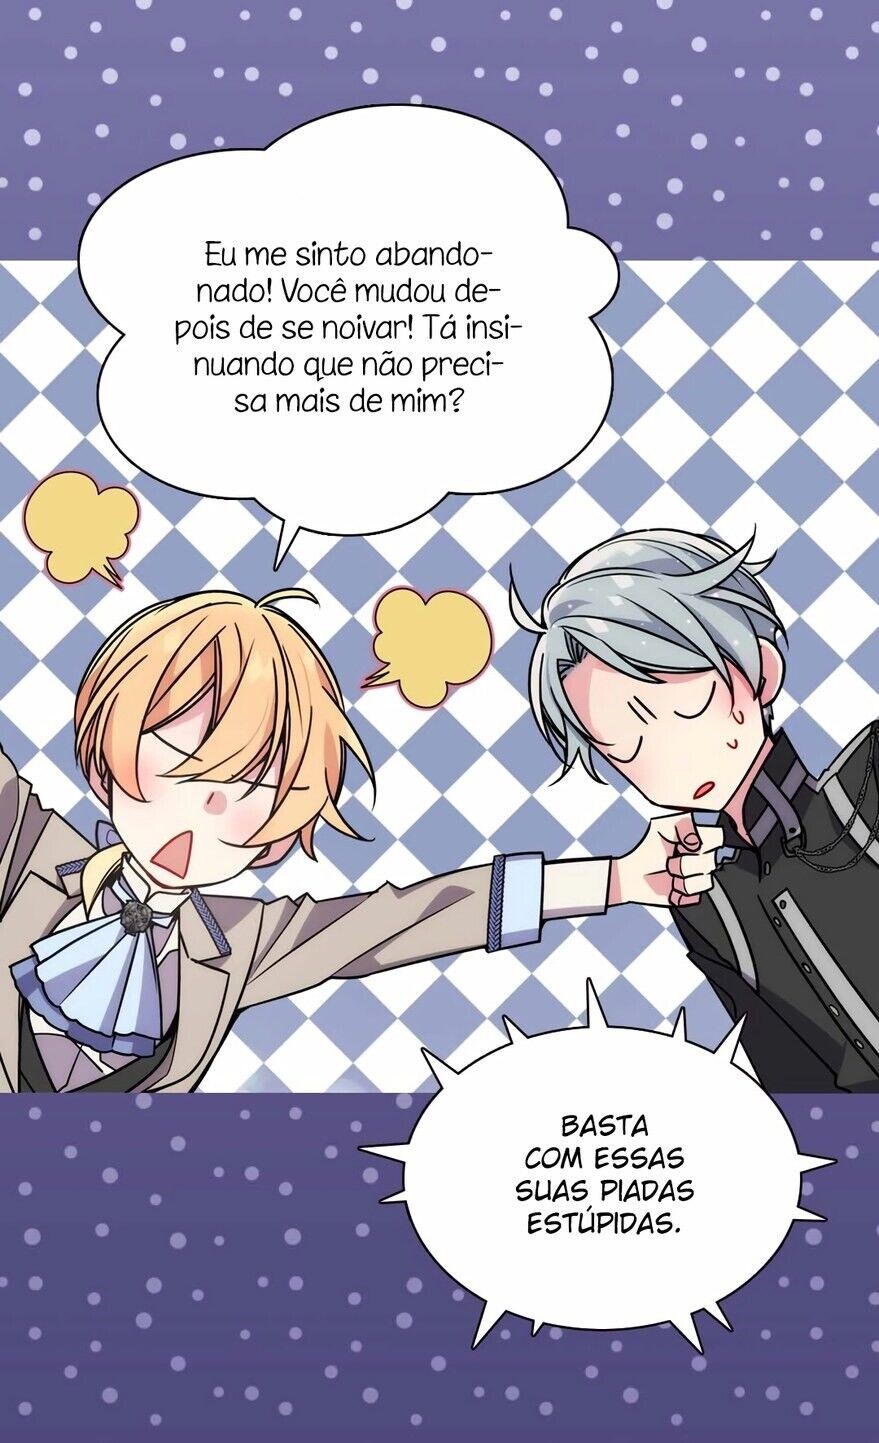 Eu me sinto abando-
nado! Você mudou de-
pois de se noivar! Tá insi-
nuando que não preci-
sa mais de mim?
BASTA
COM ESSAS
SUAS PIADAS
ESTÚPIDAS.